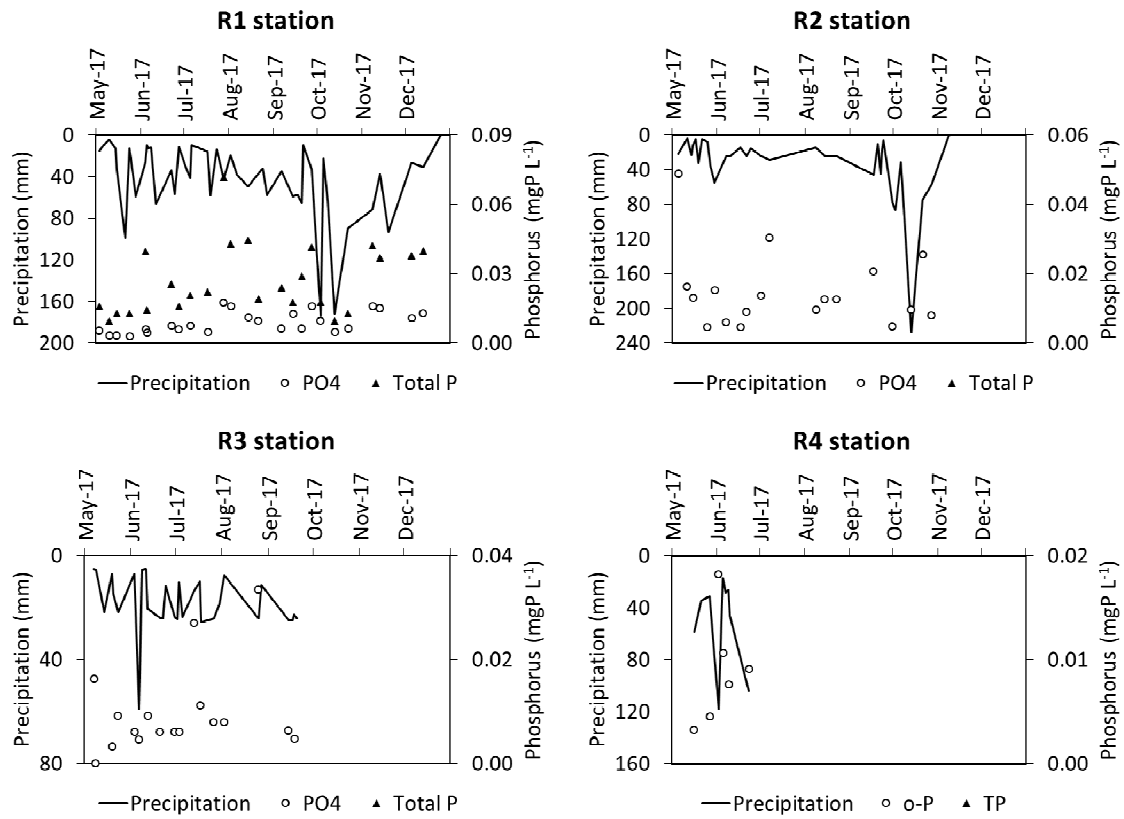 R1 station
May-17 Jun-17 Jul-17 Aug-17 Sep-17 Oct-17 Nov-17 Dec-17
Precipitation (mm)
0
40
80
120
160
200
0.09
0.06
0.03
0.00
Phosphorus (mgP L-1)
Precipitation PO4 Total P
R2 station
May-17 Jun-17 Jul-17 Aug-17 Sep-17 Oct-17 Nov-17 Dec-17
Precipitation (mm)
0
40
80
120
160
200
240
0.06
0.04
0.02
0.00
Phosphorus (mgP L-1)
Precipitation PO4 Total P
R3 station
May-17 Jun-17 Jul-17 Aug-17 Sep-17 Oct-17 Nov-17 Dec-17
Precipitation (mm)
0
40
80
0.04
0.02
0.00
Phosphorus (mgP L-1)
Precipitation PO4 Total P
R4 station
May-17 Jun-17 Jul-17 Aug-17 Sep-17 Oct-17 Nov-17 Dec-17
Precipitation (mm)
0
40
80
120
160
0.02
0.01
0.00
Phosphorus (mgP L-1)
Precipitation o-P TP